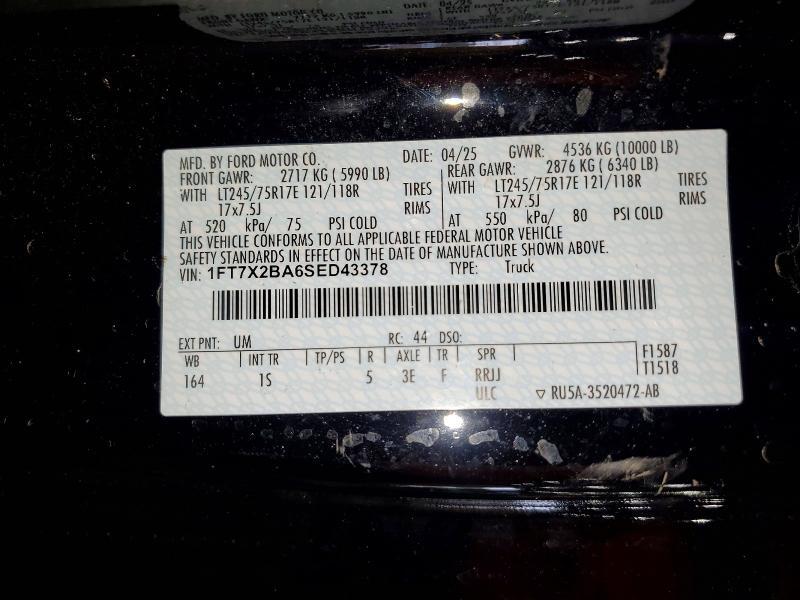 MFD. BY FORD MOTOR CO. DATE: 04/25 GVWR: 4536 KG (10000 LB)
FRONT GAWR: 2717 KG ( 5990 LB) REAR GAWR: 2876 KG ( 6340 LB)
WITH LT245/75R17E 121/118R TIRES WITH LT245/75R17E 121/118R TIRES
17x7.5J RIMS 17x7.5J RIMS
AT 520 kPa/ 75 PSI COLD AT 550 kPa/ 80 PSI COLD
THIS VEHICLE CONFORMS TO ALL APPLICABLE FEDERAL MOTOR VEHICLE
SAFETY STANDARDS IN EFFECT ON THE DATE OF MANUFACTURE SHOWN ABOVE.
VIN: 1FT7X2BA6SED43378 TYPE: Truck
EXT PNT: UM RC: 44 DSO:
WB INT TR TP/PS R AXLE TR SPR F1587
164 1S 5 3E F RRJJ T1518
ULC ▽ RU5A-3520472-AB